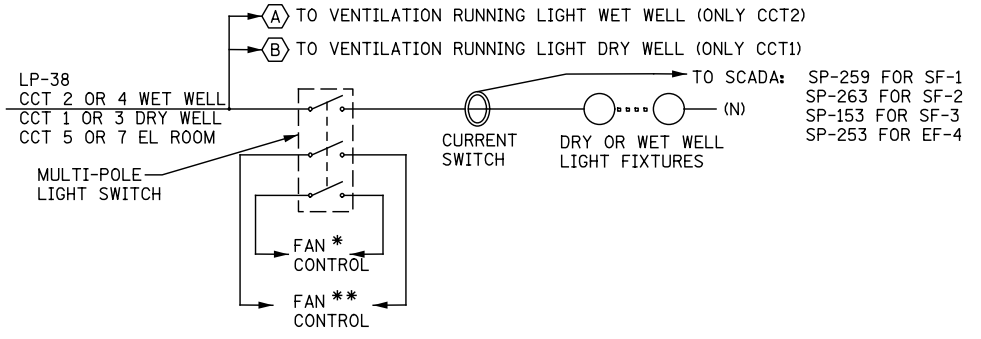 A TO VENTILATION RUNNING LIGHT WET WELL (ONLY CCT2)
B TO VENTILATION RUNNING LIGHT DRY WELL (ONLY CCT1)
LP-38
CCT 2 OR 4 WET WELL
CCT 1 OR 3 DRY WELL
CCT 5 OR 7 EL ROOM
MULTI-POLE
LIGHT SWITCH
CURRENT
SWITCH
DRY OR WET WELL
LIGHT FIXTURES
(N)
TO SCADA: SP-259 FOR SF-1
SP-263 FOR SF-2
SP-153 FOR SF-3
SP-253 FOR EF-4
FAN *
CONTROL
FAN **
CONTROL